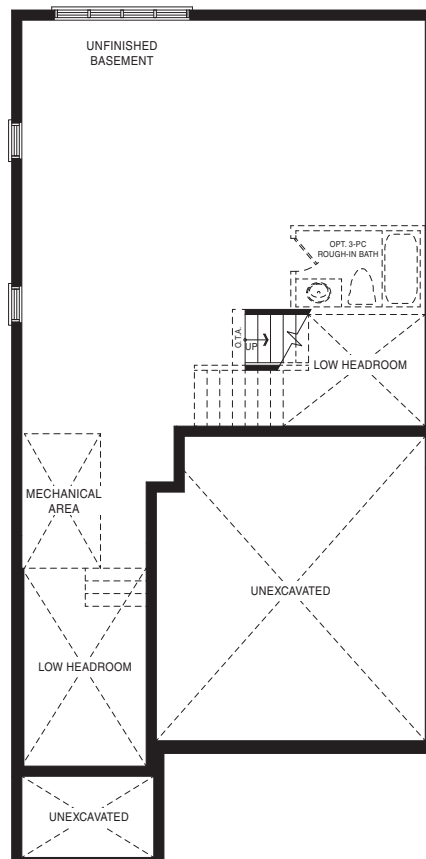 UNFINISHED
BASEMENT
OPT. 3-PC
ROUGH-IN BATH
O.T.A.
UP
LOW HEADROOM
MECHANICAL
AREA
UNEXCAVATED
LOW HEADROOM
UNEXCAVATED